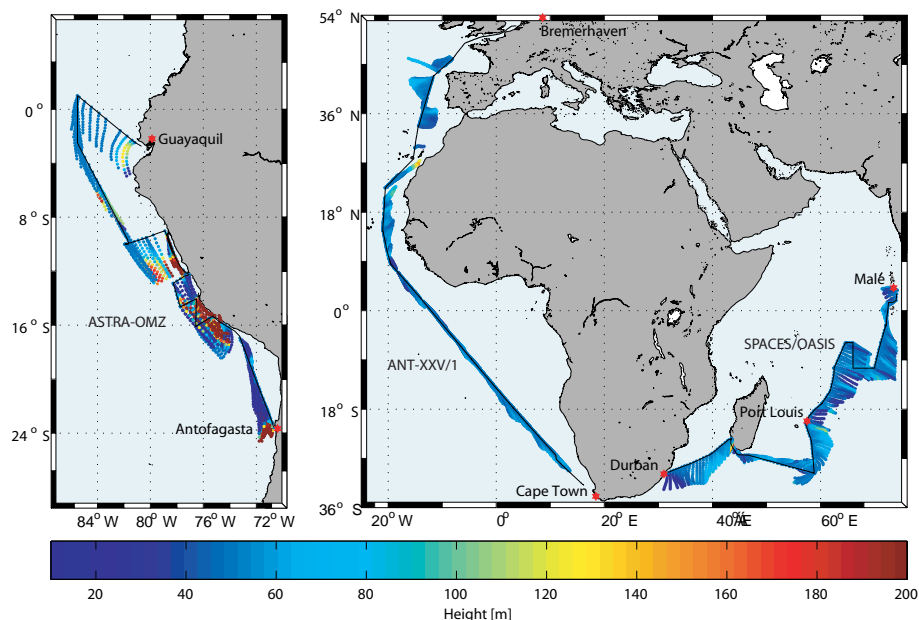 54° N
Bremerhaven
36° N
18° N
0°
18° S
36° S
0°
8° S
16° S
24° S
Guayaquil
ASTRA-OMZ
Antofagasta
84°W
80°W
76°W
72°W
ANT-XXV/1
Malé
SPACES/OASIS
Port Louis
Durban
Cape Town
20°W
0°
20°E
60°E
20 40 60 80 100 120 140 160 180 200
Height [m]